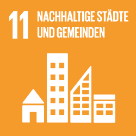 11 NACHHALTIGE STÄDTE
UND GEMEINDEN